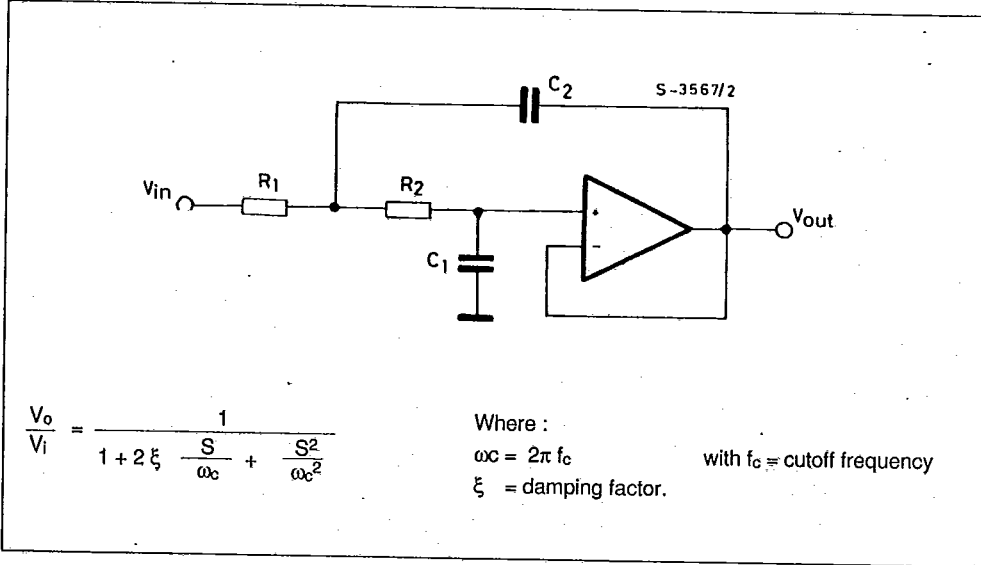 C2
S-3567/2
Vin
R1
R2
Vout
+
C1
−
Vo
Vi
=
1
1 + 2 ξ S
ωc
+ S2
ωc2
Where :
ωc = 2π fc with fc = cutoff frequency
ξ = damping factor.